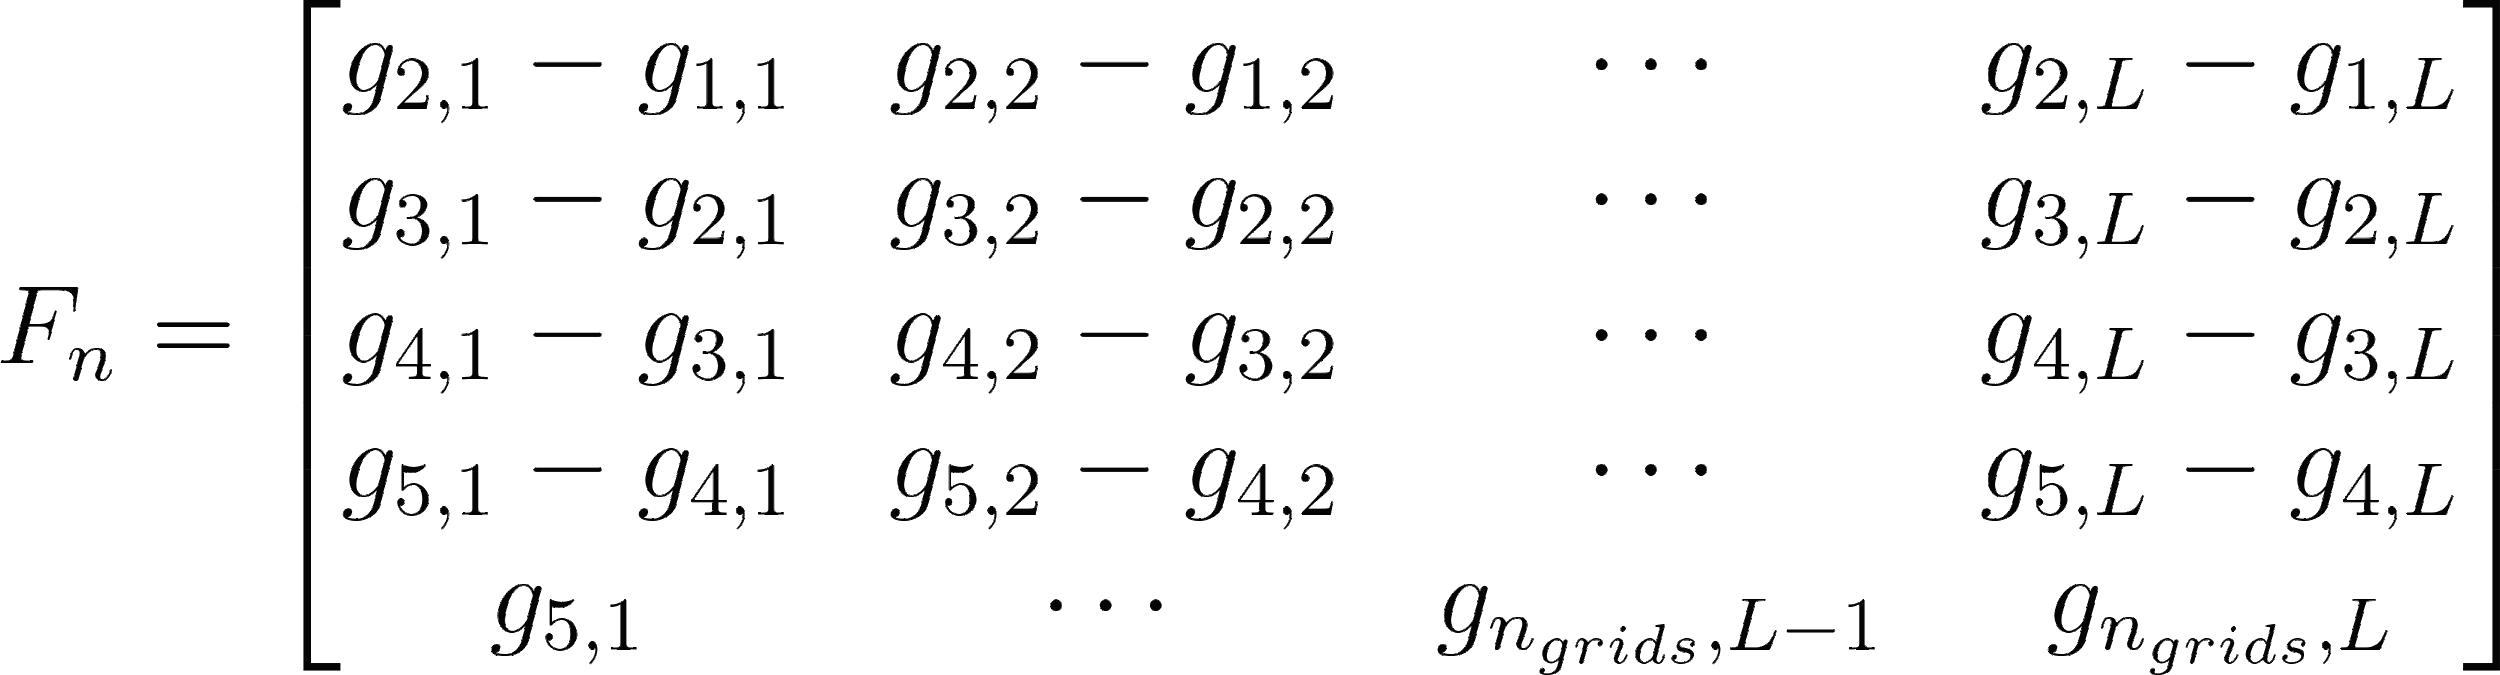 g_{2,1} − g_{1,1} g_{2,2} − g_{1,2} ⋯ g_{2,L} − g_{1,L}
g_{3,1} − g_{2,1} g_{3,2} − g_{2,2} ⋯ g_{3,L} − g_{2,L}
F_n = g_{4,1} − g_{3,1} g_{4,2} − g_{3,2} ⋯ g_{4,L} − g_{3,L}
g_{5,1} − g_{4,1} g_{5,2} − g_{4,2} ⋯ g_{5,L} − g_{4,L}
g_{5,1} ⋯ g_{n_{grids},L−1} g_{n_{grids},L}